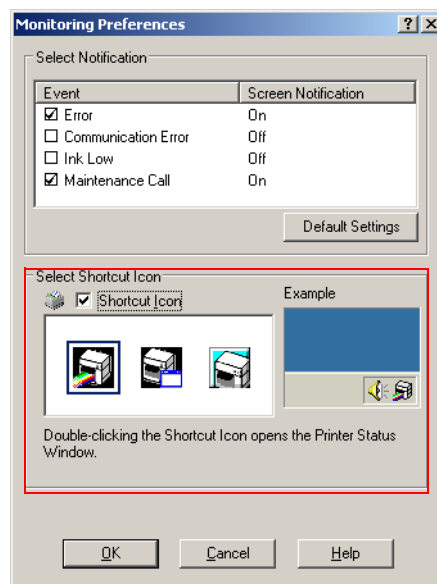 Monitoring Preferences
Select Notification
Event Screen Notification
Error On
Communication Error Off
Ink Low Off
Maintenance Call On
Default Settings
Select Shortcut Icon
Shortcut Icon
Example
Double-clicking the Shortcut Icon opens the Printer Status
Window.
OK Cancel Help